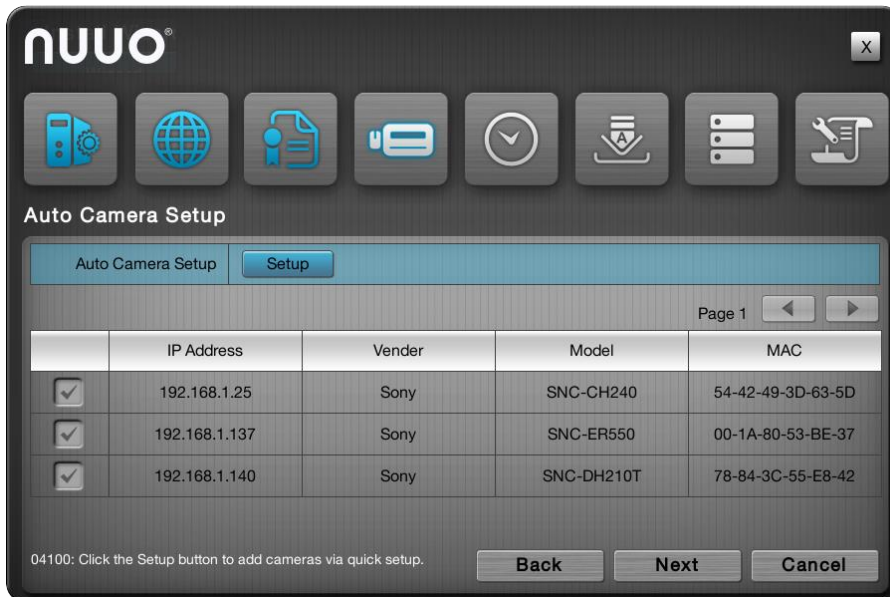 nuuo®
X
A
Auto Camera Setup
Auto Camera Setup Setup
Page 1
IP Address Vender Model MAC
192.168.1.25 Sony SNC-CH240 54-42-49-3D-63-5D
192.168.1.137 Sony SNC-ER550 00-1A-80-53-BE-37
192.168.1.140 Sony SNC-DH210T 78-84-3C-55-E8-42
04100: Click the Setup button to add cameras via quick setup. Back Next Cancel